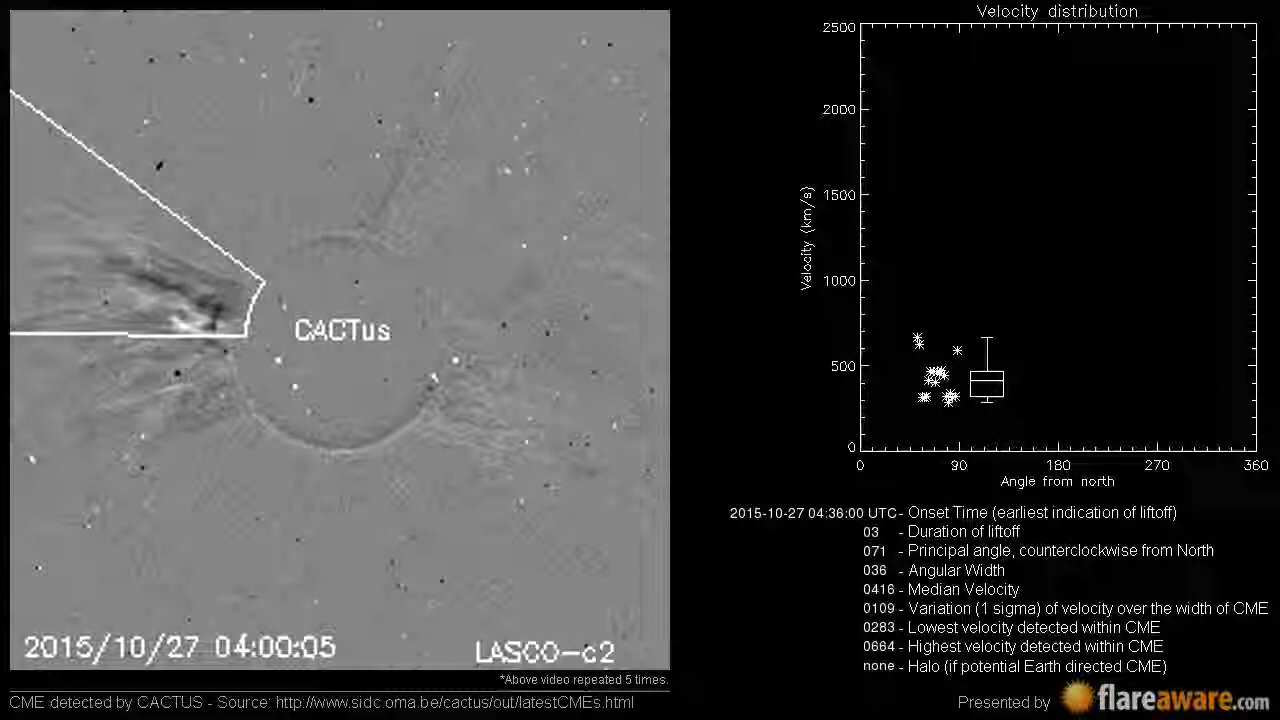 CACTus
2015/10/27 04:00:05
LASCO-c2
*Above video repeated 5 times.
CME detected by CACTUS - Source: http://www.sidc.oma.be/cactus/out/latestCMEs.html
Velocity distribution
2500
2000
1500
1000
500
0
Velocity (km/s)
0 90 180 270 360
Angle from north
2015-10-27 04:36:00 UTC - Onset Time (earliest indication of liftoff)
03 - Duration of liftoff
071 - Principal angle, counterclockwise from North
036 - Angular Width
0416 - Median Velocity
0109 - Variation (1 sigma) of velocity over the width of CME
0283 - Lowest velocity detected within CME
0664 - Highest velocity detected within CME
none - Halo (if potential Earth directed CME)
Presented by flareaware.com